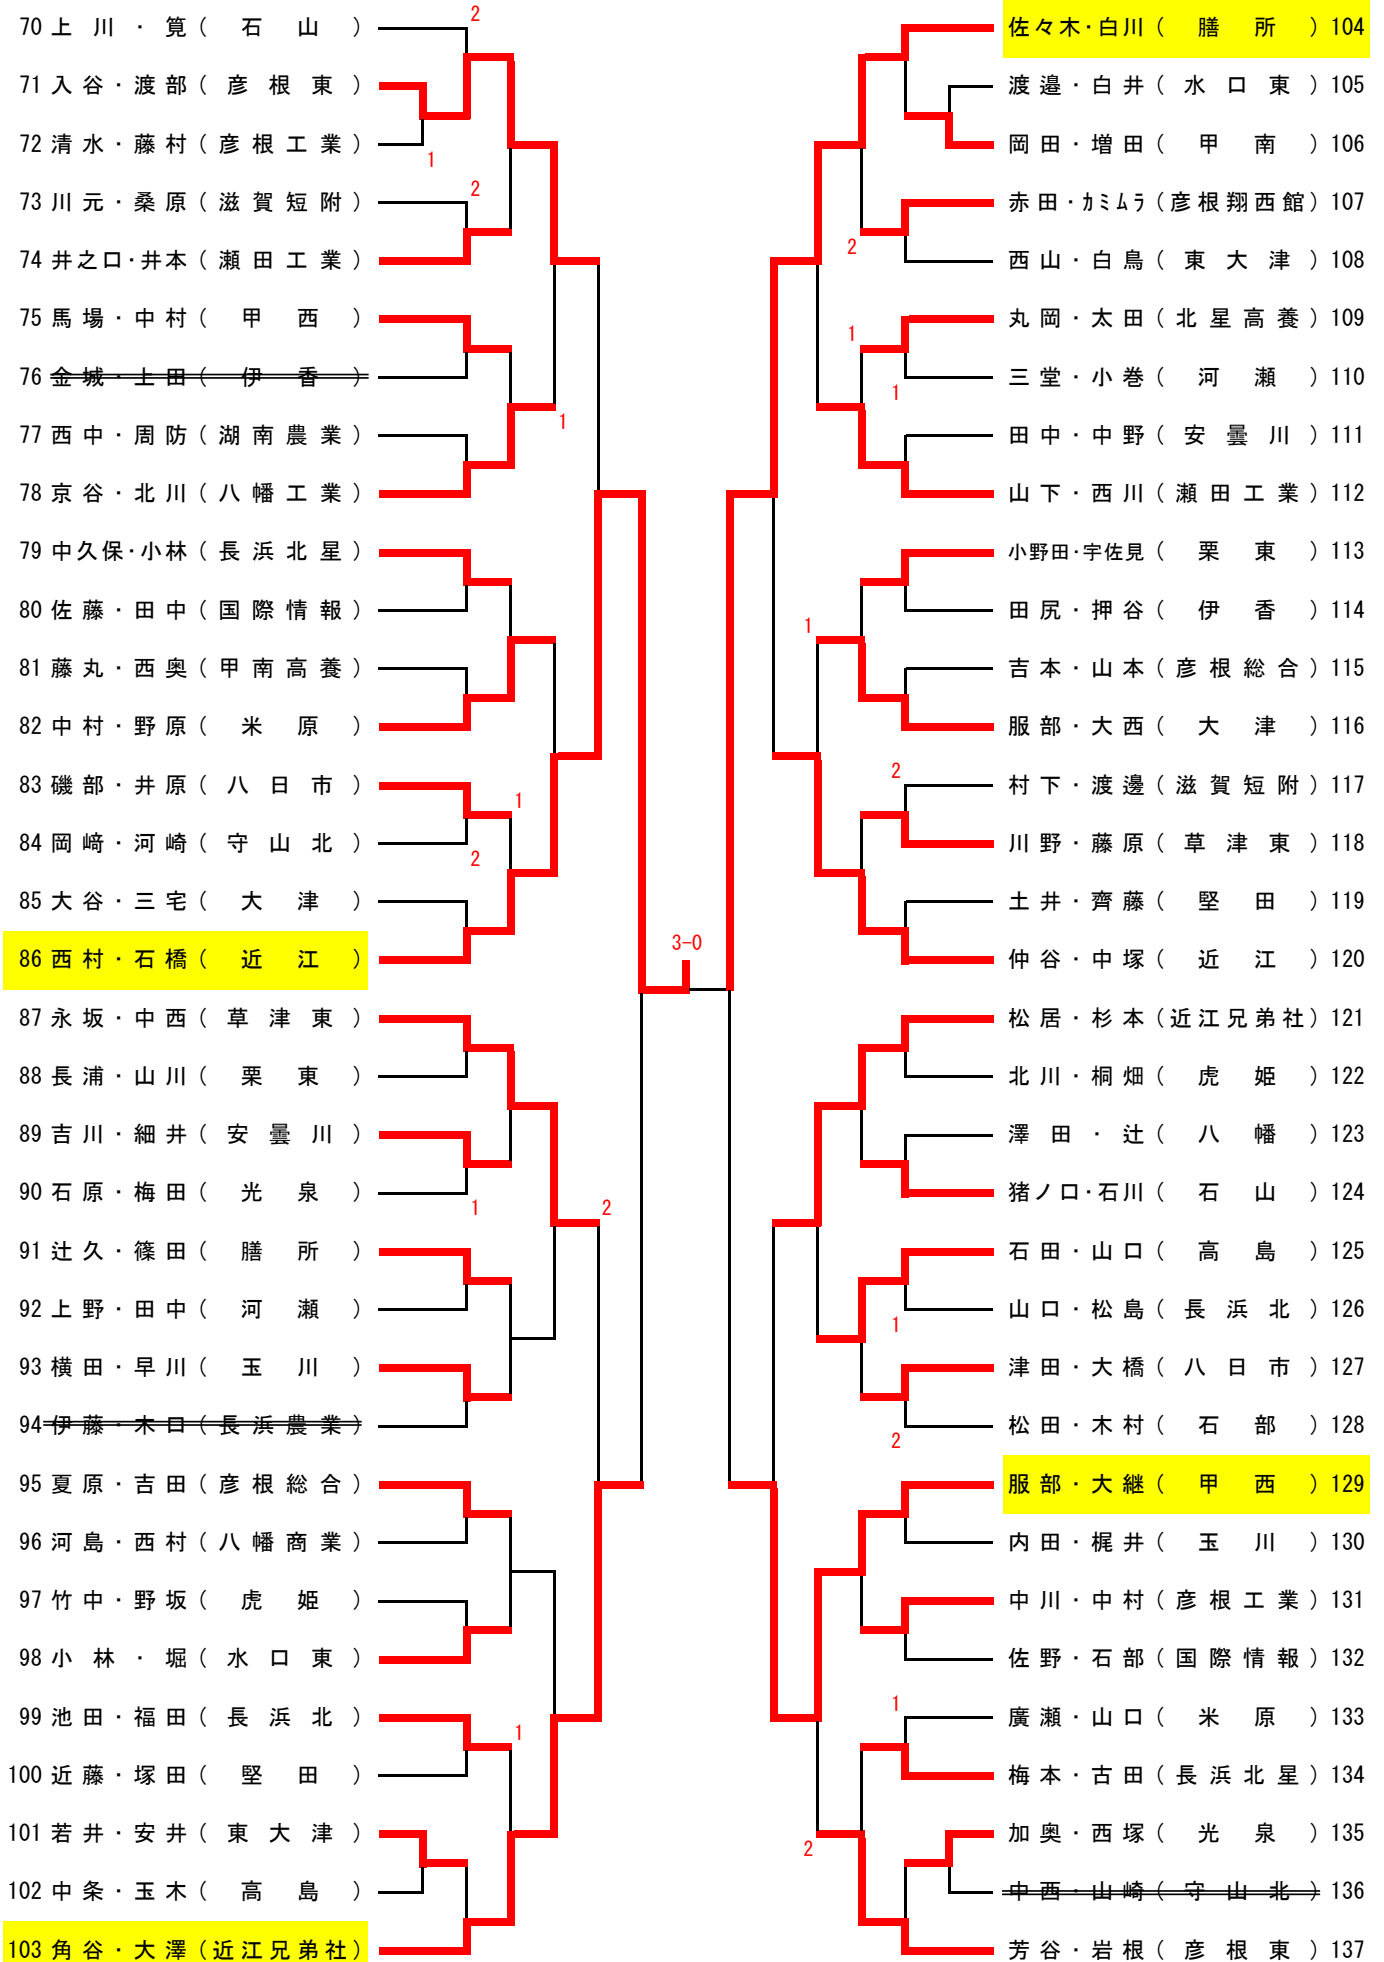 70 上川・筧（石山）
71 入谷・渡部（彦根東）
72 清水・藤村（彦根工業）
73 川元・桑原（滋賀短附）
74 井之口・井本（瀬田工業）
75 馬場・中村（甲西）
76 金城・上田（伊香）
77 西中・周防（湖南農業）
78 京谷・北川（八幡工業）
79 中久保・小林（長浜北星）
80 佐藤・田中（国際情報）
81 藤丸・西奥（甲南高養）
82 中村・野原（米原）
83 磯部・井原（八日市）
84 岡﨑・河崎（守山北）
85 大谷・三宅（大津）
86 西村・石橋（近江）
87 永坂・中西（草津東）
88 長浦・山川（栗東）
89 吉川・細井（安曇川）
90 石原・梅田（光泉）
91 辻久・篠田（膳所）
92 上野・田中（河瀬）
93 横田・早川（玉川）
94 伊藤・木口（長浜農業）
95 夏原・吉田（彦根総合）
96 河島・西村（八幡商業）
97 竹中・野坂（虎姫）
98 小林・堀（水口東）
99 池田・福田（長浜北）
100 近藤・塚田（堅田）
101 若井・安井（東大津）
102 中条・玉木（高島）
103 角谷・大澤（近江兄弟社）
2
1
2
1
1
2
1
2
1
3-0
佐々木・白川（膳所）104
渡邉・白井（水口東）105
岡田・増田（甲南）106
赤田・カミムラ（彦根翔西館）107
西山・白鳥（東大津）108
丸岡・太田（北星高養）109
三堂・小巻（河瀬）110
田中・中野（安曇川）111
山下・西川（瀬田工業）112
小野田・宇佐見（栗東）113
田尻・押谷（伊香）114
吉本・山本（彦根総合）115
服部・大西（大津）116
村下・渡邊（滋賀短附）117
川野・藤原（草津東）118
土井・齊藤（堅田）119
仲谷・中塚（近江）120
松居・杉本（近江兄弟社）121
北川・桐畑（虎姫）122
澤田・辻（八幡）123
猪ノ口・石川（石山）124
石田・山口（高島）125
山口・松島（長浜北）126
津田・大橋（八日市）127
松田・木村（石部）128
服部・大継（甲西）129
内田・梶井（玉川）130
中川・中村（彦根工業）131
佐野・石部（国際情報）132
廣瀬・山口（米原）133
梅本・古田（長浜北星）134
加奥・西塚（光泉）135
中西・山崎（守山北）136
芳谷・岩根（彦根東）137
2
1
1
1
2
1
2
1
2